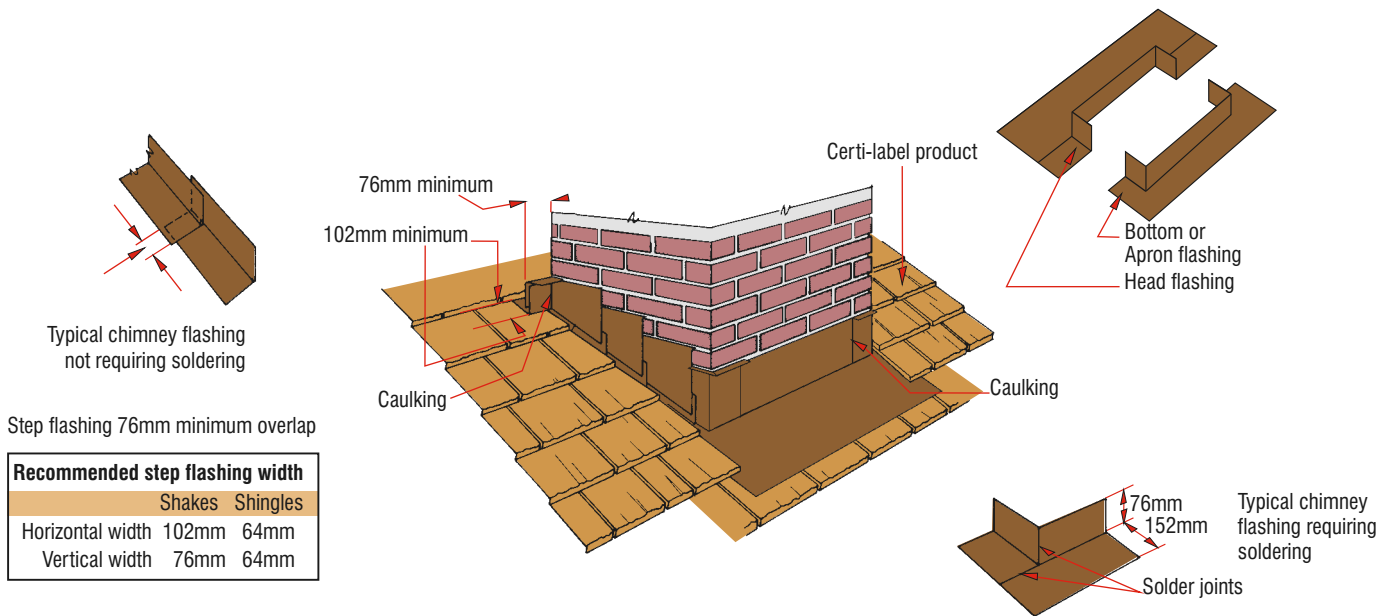 Certi-label product
76mm minimum
102mm minimum
Bottom or
Apron flashing
Head flashing
Typical chimney flashing
not requiring soldering
Caulking
Caulking
Step flashing 76mm minimum overlap
Recommended step flashing width
Shakes Shingles
Horizontal width 102mm 64mm
Vertical width 76mm 64mm
76mm
152mm
Typical chimney
flashing requiring
soldering
Solder joints